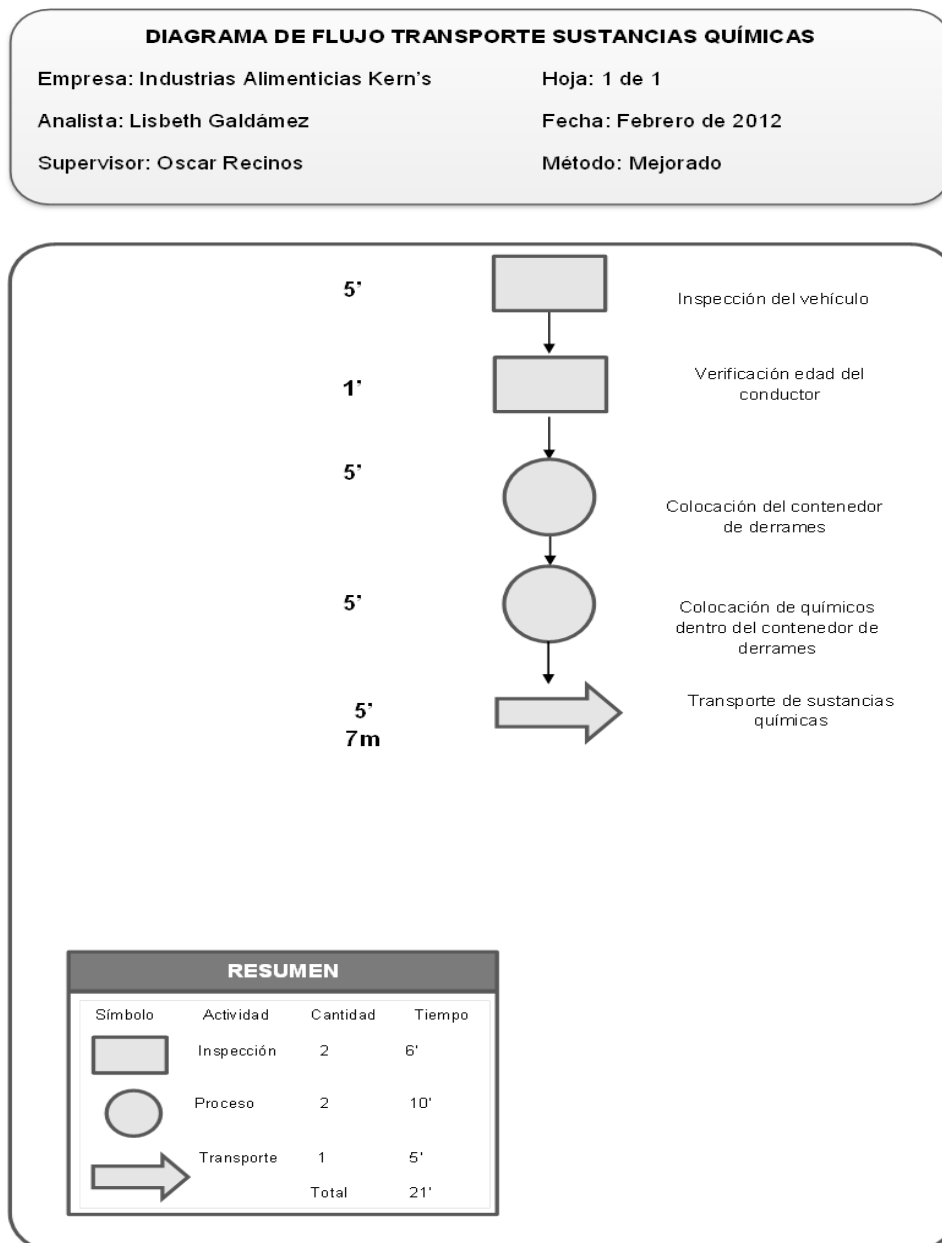 DIAGRAMA DE FLUJO TRANSPORTE SUSTANCIAS QUÍMICAS
Empresa: Industrias Alimenticias Kern's Hoja: 1 de 1
Analista: Lisbeth Galdámez Fecha: Febrero de 2012
Supervisor: Oscar Recinos Método: Mejorado
5' Inspección del vehículo
1' Verificación edad del
conductor
5' Colocación del contenedor
de derrames
5' Colocación de químicos
dentro del contenedor de
derrames
5' Transporte de sustancias
7m químicas
RESUMEN
Símbolo Actividad Cantidad Tiempo
Inspección 2 6'
Proceso 2 10'
Transporte 1 5'
Total 21'